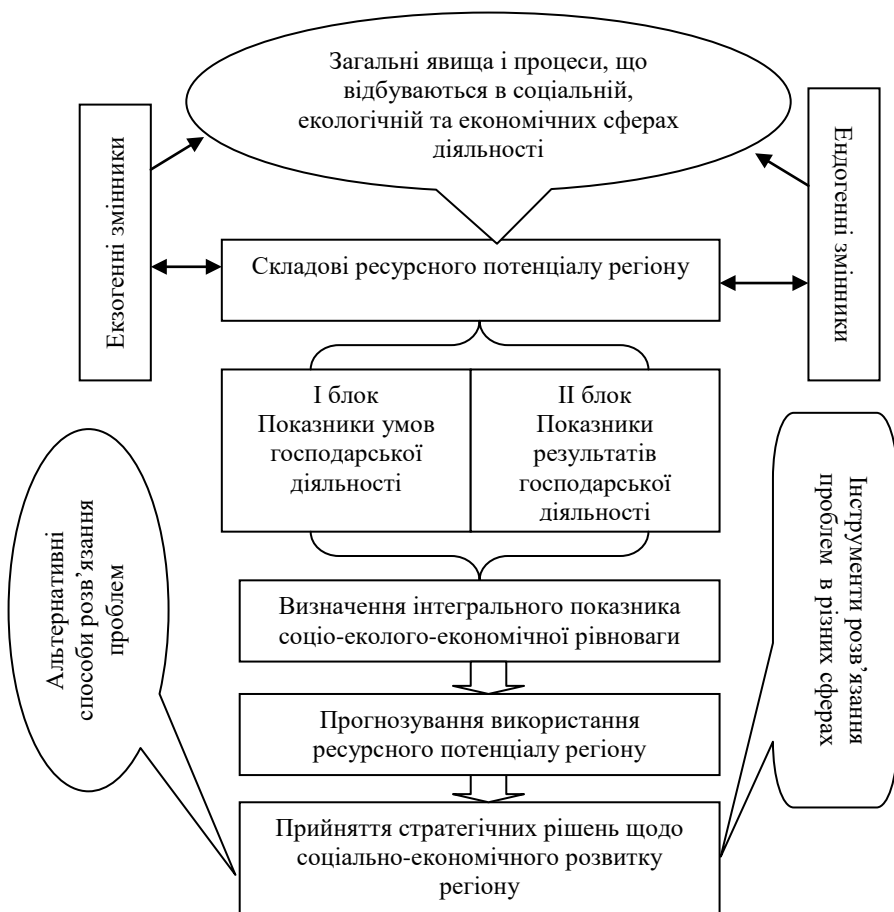 Загальні явища і процеси, що
відбуваються в соціальній,
екологічній та економічних сферах
діяльності
Екзогенні змінники
Ендогенні змінники
Складові ресурсного потенціалу регіону
І блок
Показники умов
господарської
діяльності
ІІ блок
Показники
результатів
господарської
діяльності
Альтернативні
способи розв’язання
проблем
Інструменти розв’язання
проблем в різних сферах
Визначення інтегрального показника
соціо-еколого-економічної рівноваги
Прогнозування використання
ресурсного потенціалу регіону
Прийняття стратегічних рішень щодо
соціально-економічного розвитку
регіону